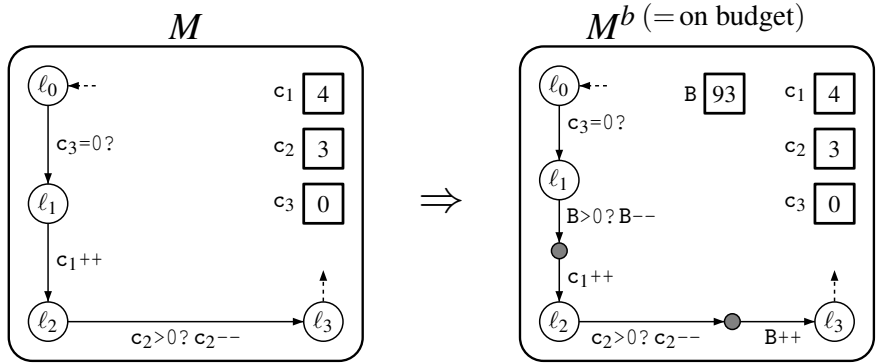 M
ℓ₀
c₃=0?
ℓ₁
c₁++
ℓ₂
c₂>0? c₂--
ℓ₃
c₁ 4
c₂ 3
c₃ 0
⇒
Mᵇ (= on budget)
ℓ₀
c₃=0?
ℓ₁
B>0? B--
c₁++
ℓ₂
c₂>0? c₂--
B++
ℓ₃
B 93
c₁ 4
c₂ 3
c₃ 0